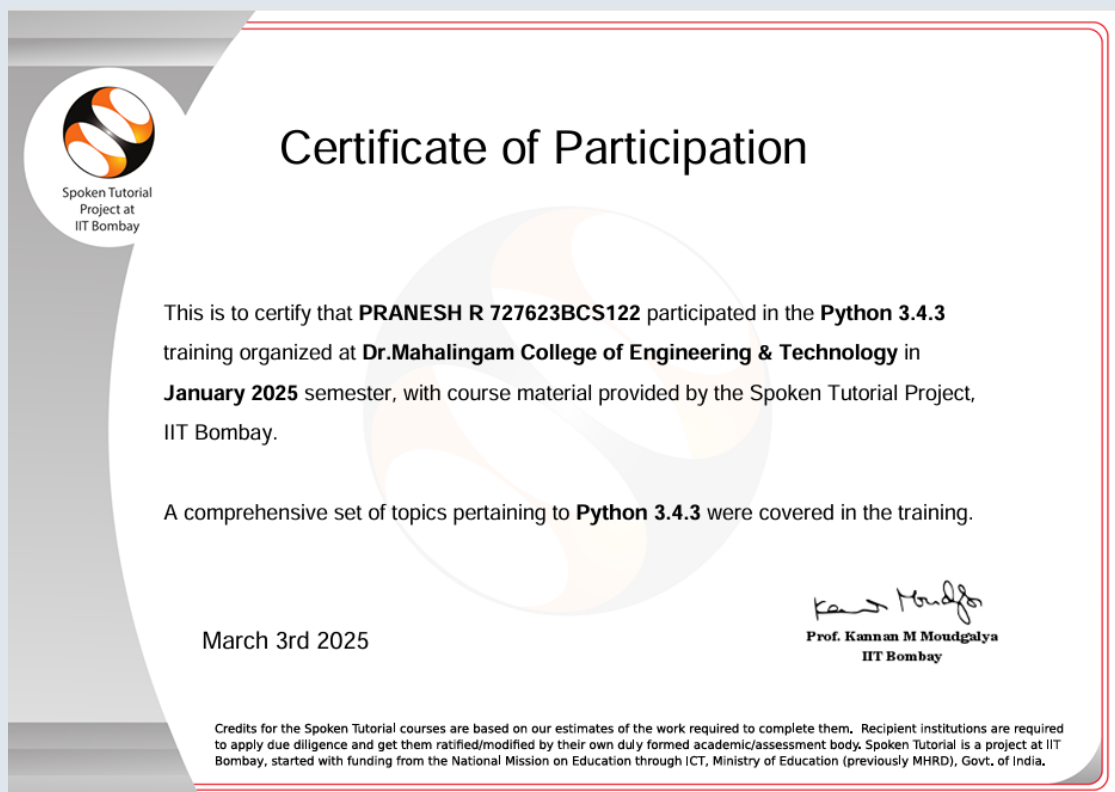 Certificate of Participation
Spoken Tutorial
Project at
IIT Bombay
This is to certify that PRANESH R 727623BCS122 participated in the Python 3.4.3
training organized at Dr.Mahalingam College of Engineering & Technology in
January 2025 semester, with course material provided by the Spoken Tutorial Project,
IIT Bombay.
A comprehensive set of topics pertaining to Python 3.4.3 were covered in the training.
March 3rd 2025
Prof. Kannan M Moudgalya
IIT Bombay
Credits for the Spoken Tutorial courses are based on our estimates of the work required to complete them. Recipient institutions are required
to apply due diligence and get them ratified/modified by their own duly formed academic/assessment body. Spoken Tutorial is a project at IIT
Bombay, started with funding from the National Mission on Education through ICT, Ministry of Education (previously MHRD), Govt. of India.